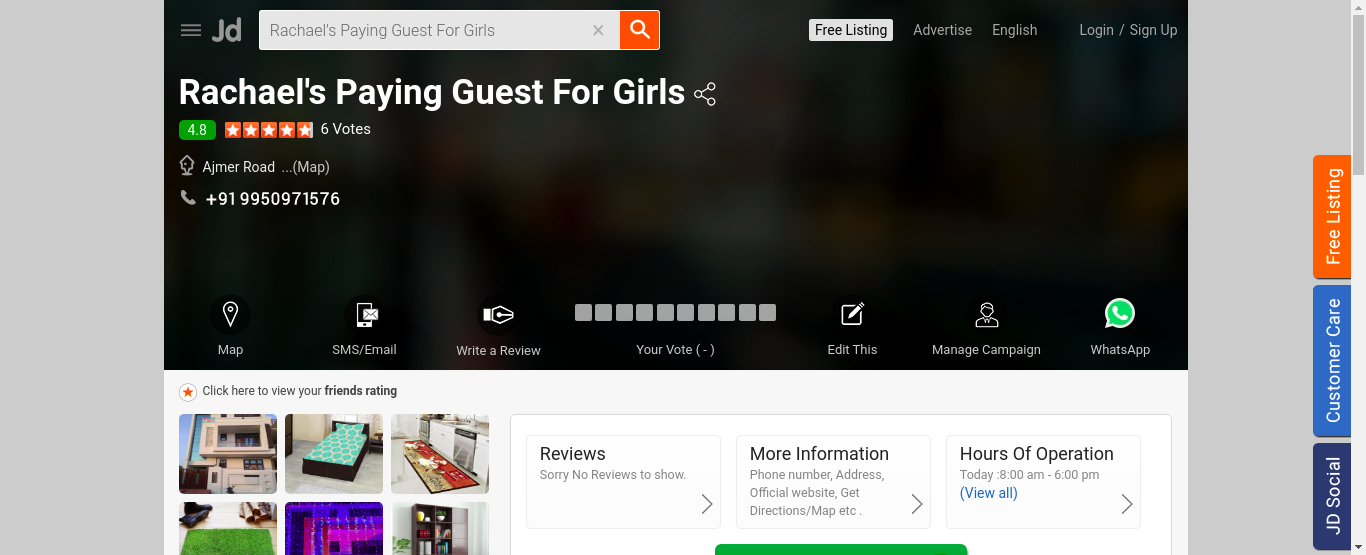 Jd Rachael's Paying Guest For Girls Free Listing Advertise English Login / Sign Up
Rachael's Paying Guest For Girls
4.8 6 Votes
Ajmer Road ...(Map)
+91 9950971576
Map SMS/Email Write a Review Your Vote ( - ) Edit This Manage Campaign WhatsApp
Click here to view your friends rating
Reviews
Sorry No Reviews to show.
More Information
Phone number, Address,
Official website, Get
Directions/Map etc .
Hours Of Operation
Today :8:00 am - 6:00 pm
(View all)
Free Listing
Customer Care
JD Social